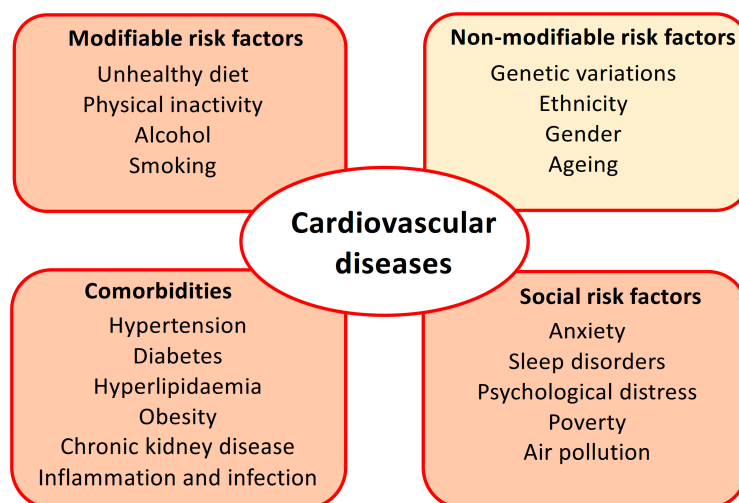 Modifiable risk factors
Unhealthy diet
Physical inactivity
Alcohol
Smoking
Non-modifiable risk factors
Genetic variations
Ethnicity
Gender
Ageing
Cardiovascular
diseases
Comorbidities
Hypertension
Diabetes
Hyperlipidaemia
Obesity
Chronic kidney disease
Inflammation and infection
Social risk factors
Anxiety
Sleep disorders
Psychological distress
Poverty
Air pollution